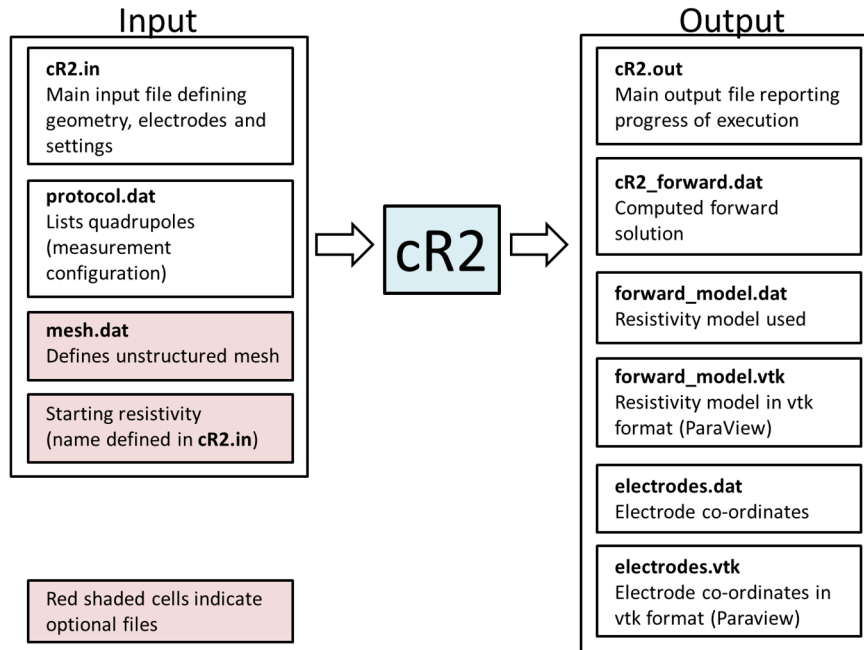 Input
cR2.in
Main input file defining
geometry, electrodes and
settings
protocol.dat
Lists quadrupoles
(measurement
configuration)
mesh.dat
Defines unstructured mesh
Starting resistivity
(name defined in cR2.in)
Red shaded cells indicate
optional files
cR2
Output
cR2.out
Main output file reporting
progress of execution
cR2_forward.dat
Computed forward
solution
forward_model.dat
Resistivity model used
forward_model.vtk
Resistivity model in vtk
format (ParaView)
electrodes.dat
Electrode co-ordinates
electrodes.vtk
Electrode co-ordinates in
vtk format (Paraview)